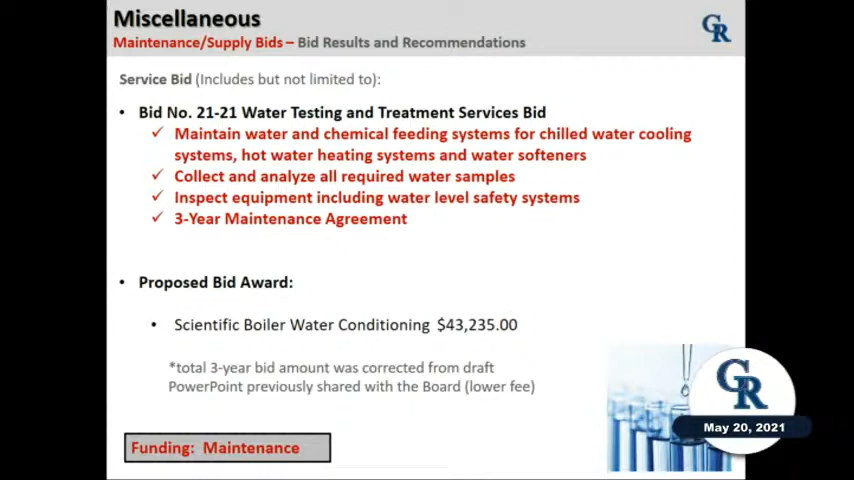 Miscellaneous
Maintenance/Supply Bids – Bid Results and Recommendations
GR
Service Bid (Includes but not limited to):
• Bid No. 21-21 Water Testing and Treatment Services Bid
✓ Maintain water and chemical feeding systems for chilled water cooling
systems, hot water heating systems and water softeners
✓ Collect and analyze all required water samples
✓ Inspect equipment including water level safety systems
✓ 3-Year Maintenance Agreement
• Proposed Bid Award:
• Scientific Boiler Water Conditioning $43,235.00
*total 3-year bid amount was corrected from draft
PowerPoint previously shared with the Board (lower fee)
GR
May 20, 2021
Funding: Maintenance